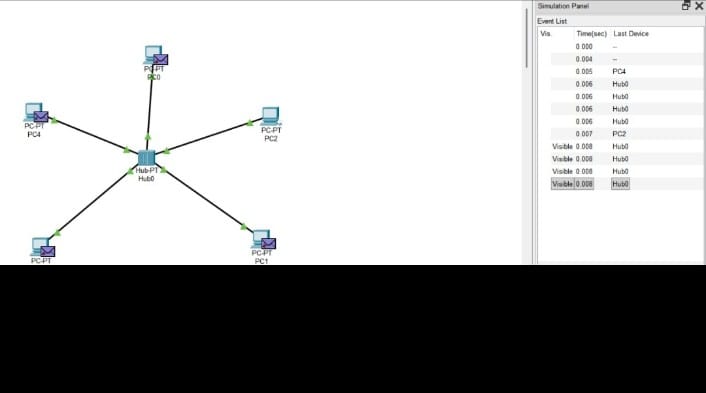 Simulation Panel
Event List
Vis. Time(sec) Last Device
0.000 --
0.004 --
0.005 PC4
0.006 Hub0
0.006 Hub0
0.006 Hub0
0.006 Hub0
0.007 PC2
Visible 0.008 Hub0
Visible 0.008 Hub0
Visible 0.008 Hub0
Visible 0.008 Hub0
PC-PT
PC0
PC-PT
PC4
PC-PT
PC2
Hub-PT
Hub0
PC-PT
PC-PT
PC1